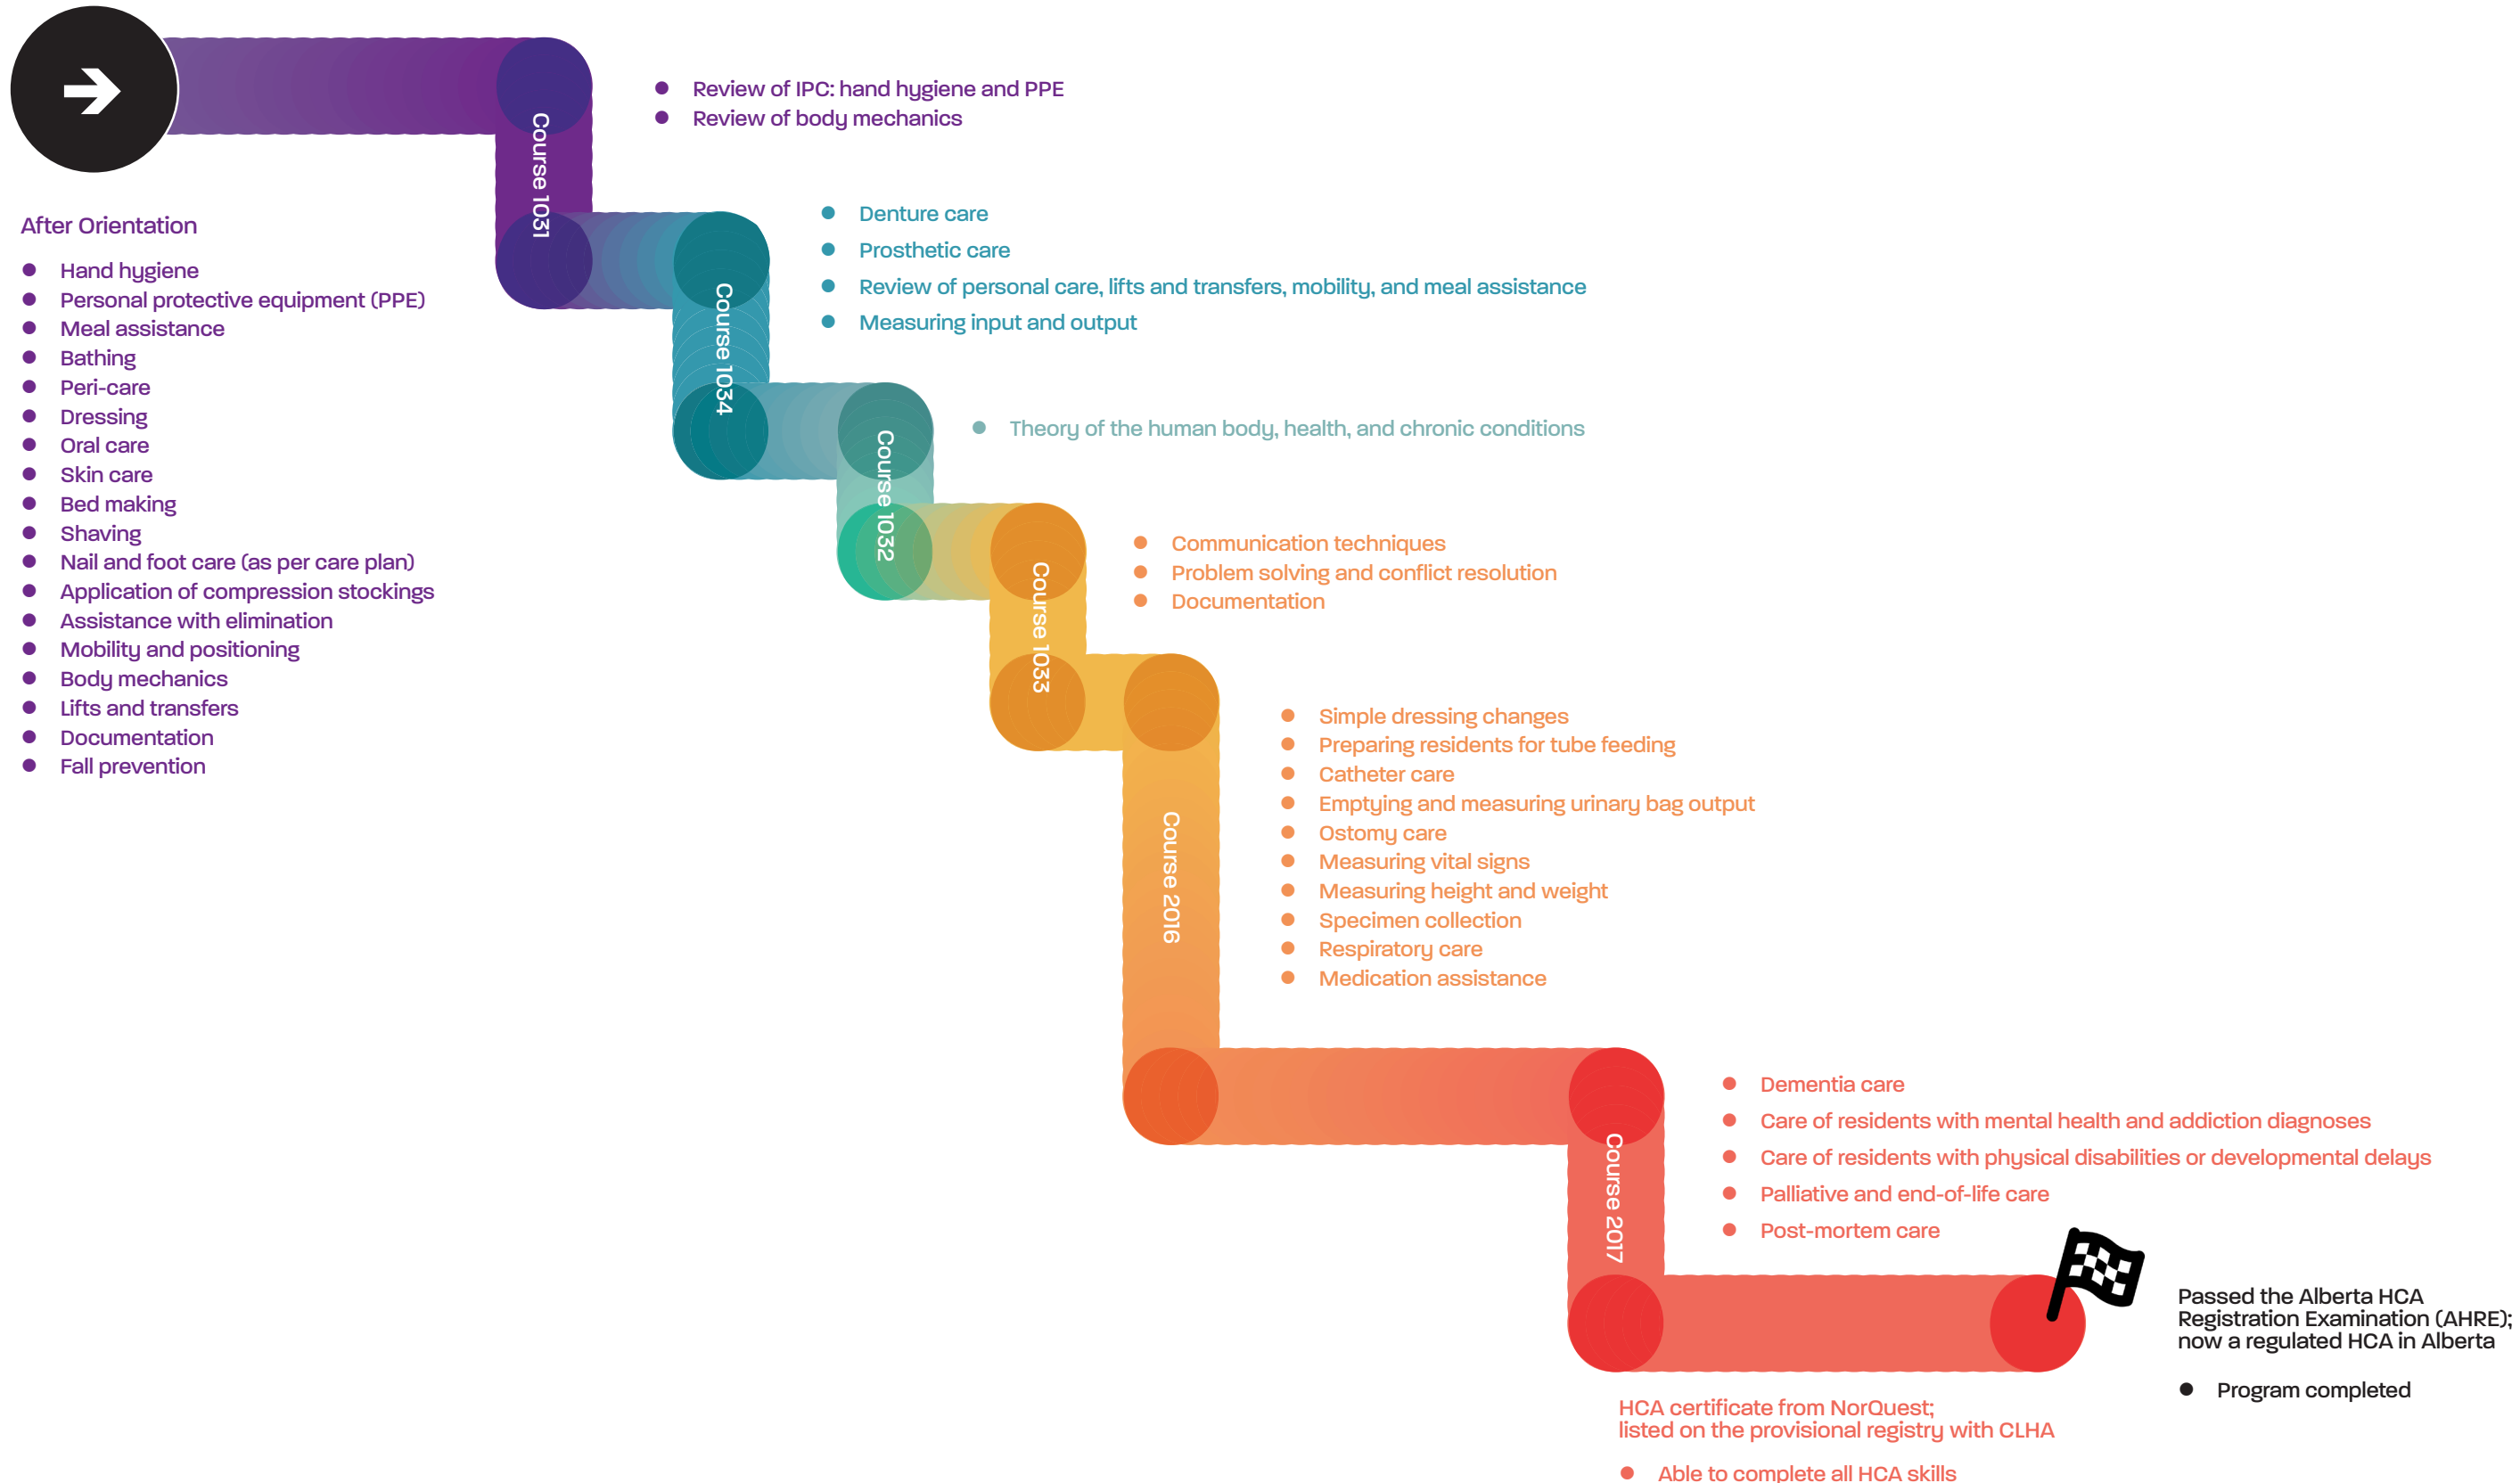 After Orientation
Hand hygiene
Personal protective equipment (PPE)
Meal assistance
Bathing
Peri-care
Dressing
Oral care
Skin care
Bed making
Shaving
Nail and foot care (as per care plan)
Application of compression stockings
Assistance with elimination
Mobility and positioning
Body mechanics
Lifts and transfers
Documentation
Fall prevention
Course 1031
Review of IPC: hand hygiene and PPE
Review of body mechanics
Course 1034
Denture care
Prosthetic care
Review of personal care, lifts and transfers, mobility, and meal assistance
Measuring input and output
Course 1032
Theory of the human body, health, and chronic conditions
Course 1033
Communication techniques
Problem solving and conflict resolution
Documentation
Course 2016
Simple dressing changes
Preparing residents for tube feeding
Catheter care
Emptying and measuring urinary bag output
Ostomy care
Measuring vital signs
Measuring height and weight
Specimen collection
Respiratory care
Medication assistance
Course 2017
Dementia care
Care of residents with mental health and addiction diagnoses
Care of residents with physical disabilities or developmental delays
Palliative and end-of-life care
Post-mortem care
HCA certificate from NorQuest;
listed on the provisional registry with CLHA
Able to complete all HCA skills
Passed the Alberta HCA
Registration Examination (AHRE);
now a regulated HCA in Alberta
Program completed